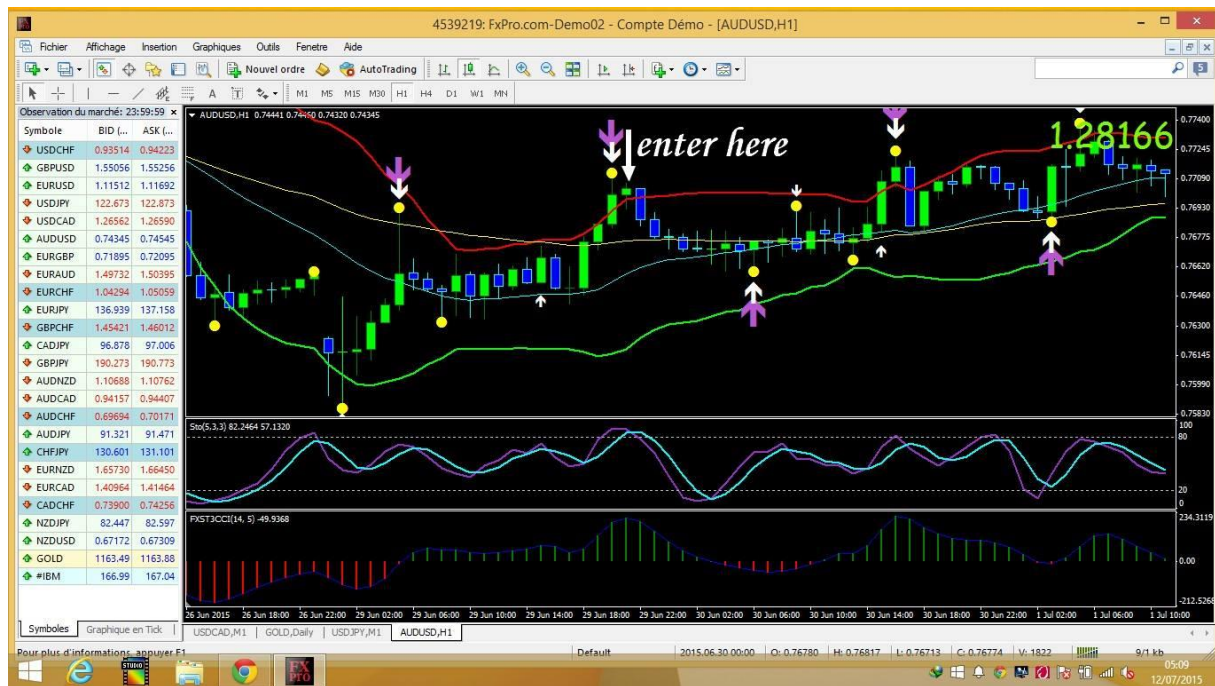 4539219: FxPro.com-Demo02 - Compte Démo - [AUDUSD,H1]
Fichier Affichage Insertion Graphiques Outils Fenetre Aide
Nouvel ordre AutoTrading
5
A T M1 M5 M15 M30 H1 H4 D1 W1 MN
Observation du marché: 23:59:59
Symbole BID (... ASK (...
USDCHF 0.93514 0.94223
GBPUSD 1.55056 1.55256
EURUSD 1.11512 1.11692
USDJPY 122.673 122.873
USDCAD 1.26562 1.26590
AUDUSD 0.74345 0.74545
EURGBP 0.71895 0.72095
EURAUD 1.49732 1.50395
EURCHF 1.04294 1.05059
EURJPY 136.939 137.158
GBPCHF 1.45421 1.46012
CADJPY 96.878 97.006
GBPJPY 190.273 190.773
AUDNZD 1.10688 1.10762
AUDCAD 0.94157 0.94407
AUDCHF 0.69694 0.70171
AUDJPY 91.321 91.471
CHFJPY 130.601 131.101
EURNZD 1.65730 1.66450
EURCAD 1.40964 1.41464
CADCHF 0.73900 0.74256
NZDJPY 82.447 82.597
NZDUSD 0.67172 0.67309
GOLD 1163.49 1163.88
#IBM 166.99 167.04
Symboles Graphique en Tick
AUDUSD,H1 0.74441 0.74450 0.74320 0.74345
enter here
1.28166
0.77400
0.77245
0.77090
0.76930
0.76775
0.76620
0.76460
0.76300
0.76145
0.75990
0.75830
Sto(5,3,3) 82.2464 57.1320
100
80
20
0
FXST3CCI(14, 5) -49.9368
234.3119
0.00
-212.5268
26 Jun 2015 26 Jun 18:00 26 Jun 22:00 29 Jun 02:00 29 Jun 06:00 29 Jun 10:00 29 Jun 14:00 29 Jun 18:00 29 Jun 22:00 30 Jun 02:00 30 Jun 06:00 30 Jun 10:00 30 Jun 14:00 30 Jun 18:00 30 Jun 22:00 1 Jul 02:00 1 Jul 06:00 1 Jul 10:00
USDCAD,M1 GOLD,Daily USDJPY,M1 AUDUSD,H1
Pour plus d'informations, appuyer F1 Default 2015.06.30 00:00 O: 0.76780 H: 0.76817 L: 0.76713 C: 0.76774 V: 1822 9/1 kb
STUDIO
FX PRO
05:09
12/07/2015